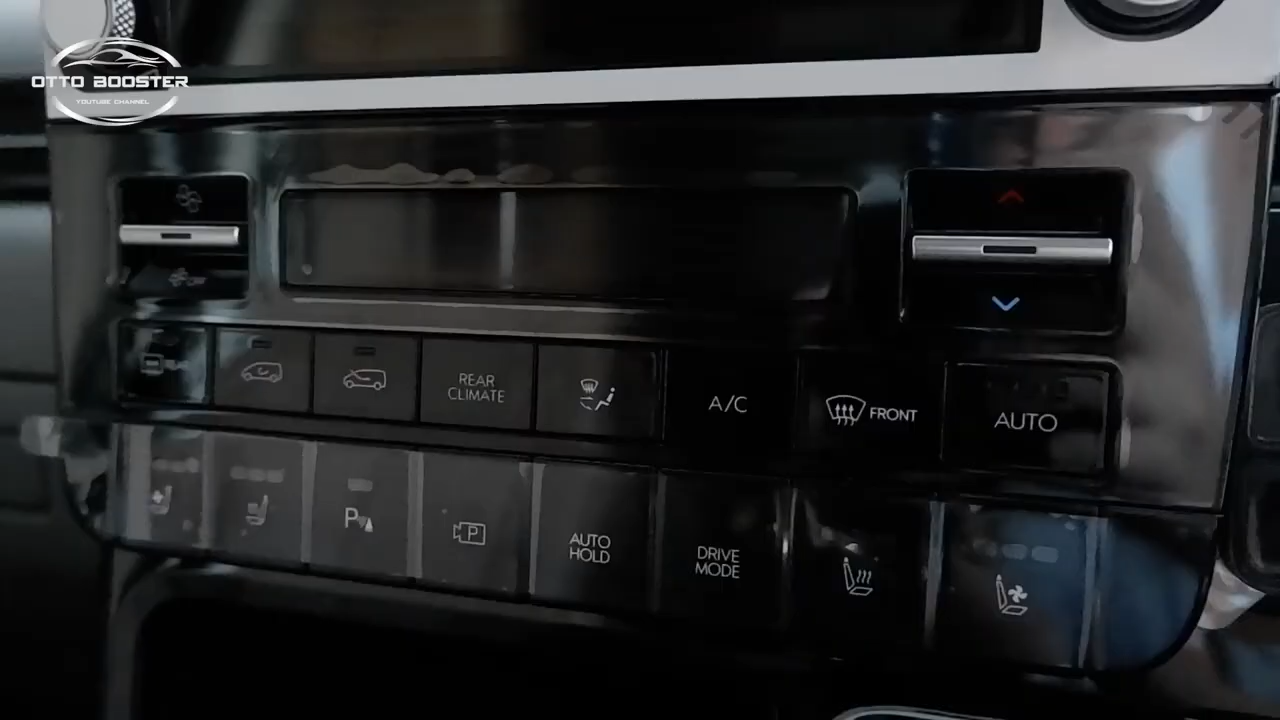 OTTO BOOSTER
YOUTUBE CHANNEL
REAR
CLIMATE
A/C
FRONT
AUTO
P
P
AUTO
HOLD
DRIVE
MODE